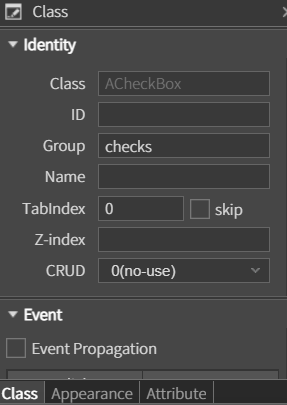 Class
Identity
Class ACheckBox
ID
Group checks
Name
TabIndex 0 skip
Z-index
CRUD 0(no-use)
Event
Event Propagation
Class Appearance Attribute